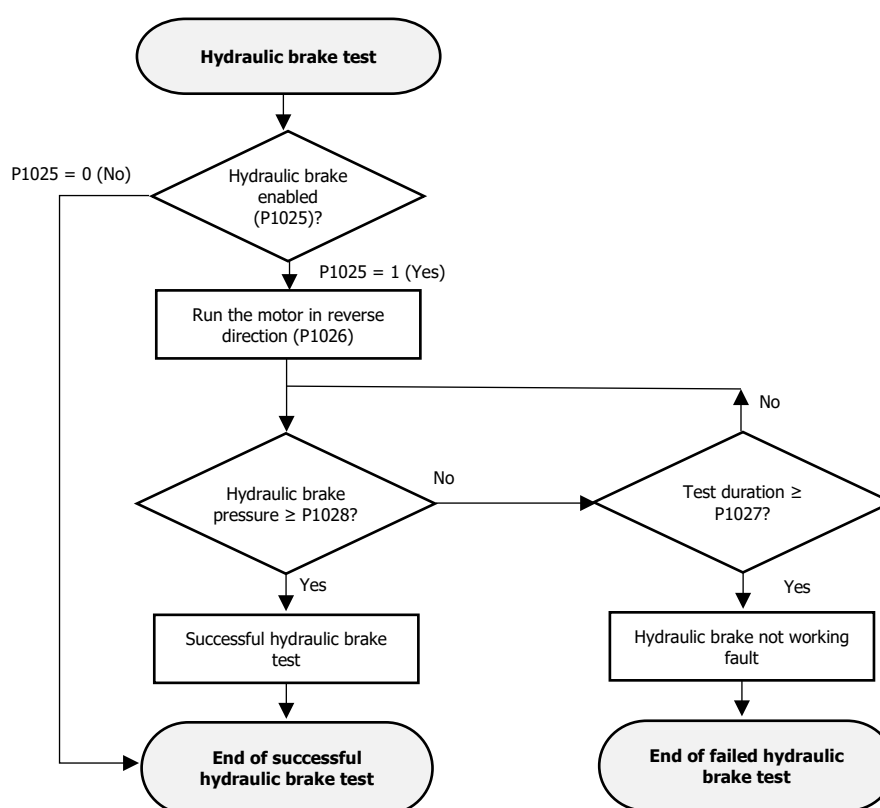 Hydraulic brake test
P1025 = 0 (No)
Hydraulic brake
enabled
(P1025)?
P1025 = 1 (Yes)
Run the motor in reverse
direction (P1026)
No
Hydraulic brake
pressure ≥ P1028?
No
Test duration ≥
P1027?
Yes
Yes
Successful hydraulic brake
test
Hydraulic brake not working
fault
End of successful
hydraulic brake test
End of failed hydraulic
brake test